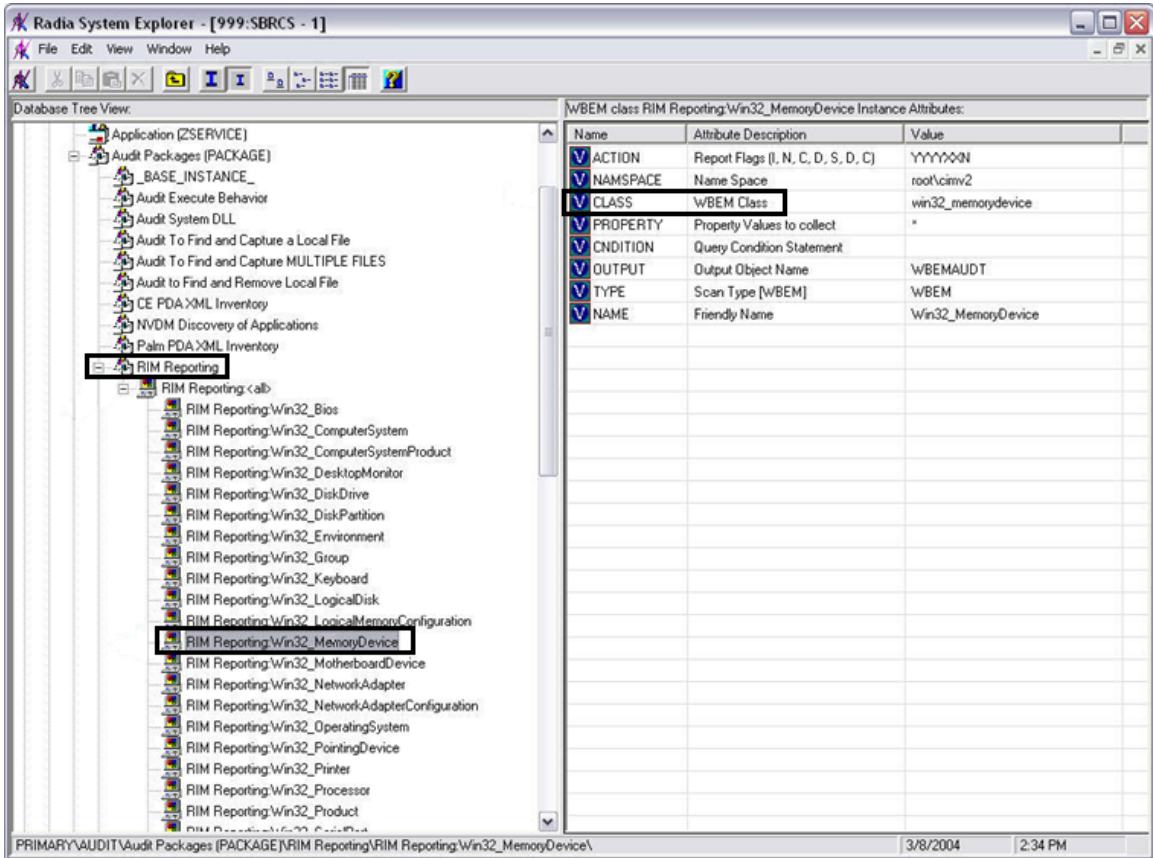 Radia System Explorer - [999:SBRCS - 1]
File Edit View Window Help
Database Tree View:
Application (ZSERVICE)
Audit Packages (PACKAGE)
_BASE_INSTANCE_
Audit Execute Behavior
Audit System DLL
Audit To Find and Capture a Local File
Audit To Find and Capture MULTIPLE FILES
Audit to Find and Remove Local File
CE PDA XML Inventory
NVDM Discovery of Applications
Palm PDA XML Inventory
RIM Reporting
RIM Reporting:<all>
RIM Reporting:Win32_Bios
RIM Reporting:Win32_ComputerSystem
RIM Reporting:Win32_ComputerSystemProduct
RIM Reporting:Win32_DesktopMonitor
RIM Reporting:Win32_DiskDrive
RIM Reporting:Win32_DiskPartition
RIM Reporting:Win32_Environment
RIM Reporting:Win32_Group
RIM Reporting:Win32_Keyboard
RIM Reporting:Win32_LogicalDisk
RIM Reporting:Win32_LogicalMemoryConfiguration
RIM Reporting:Win32_MemoryDevice
RIM Reporting:Win32_MotherboardDevice
RIM Reporting:Win32_NetworkAdapter
RIM Reporting:Win32_NetworkAdapterConfiguration
RIM Reporting:Win32_OperatingSystem
RIM Reporting:Win32_PointingDevice
RIM Reporting:Win32_Printer
RIM Reporting:Win32_Processor
RIM Reporting:Win32_Product
WBEM class RIM Reporting:Win32_MemoryDevice Instance Attributes:
Name Attribute Description Value
V ACTION Report Flags (I, N, C, D, S, D, C) YYYYXXN
V NAMSPACE Name Space root\cimv2
V CLASS WBEM Class win32_memorydevice
V PROPERTY Property Values to collect *
V CNDITION Query Condition Statement
V OUTPUT Output Object Name WBEMAUDT
V TYPE Scan Type [WBEM] WBEM
V NAME Friendly Name Win32_MemoryDevice
PRIMARY\AUDIT\Audit Packages (PACKAGE)\RIM Reporting\RIM Reporting:Win32_MemoryDevice\ 3/8/2004 2:34 PM